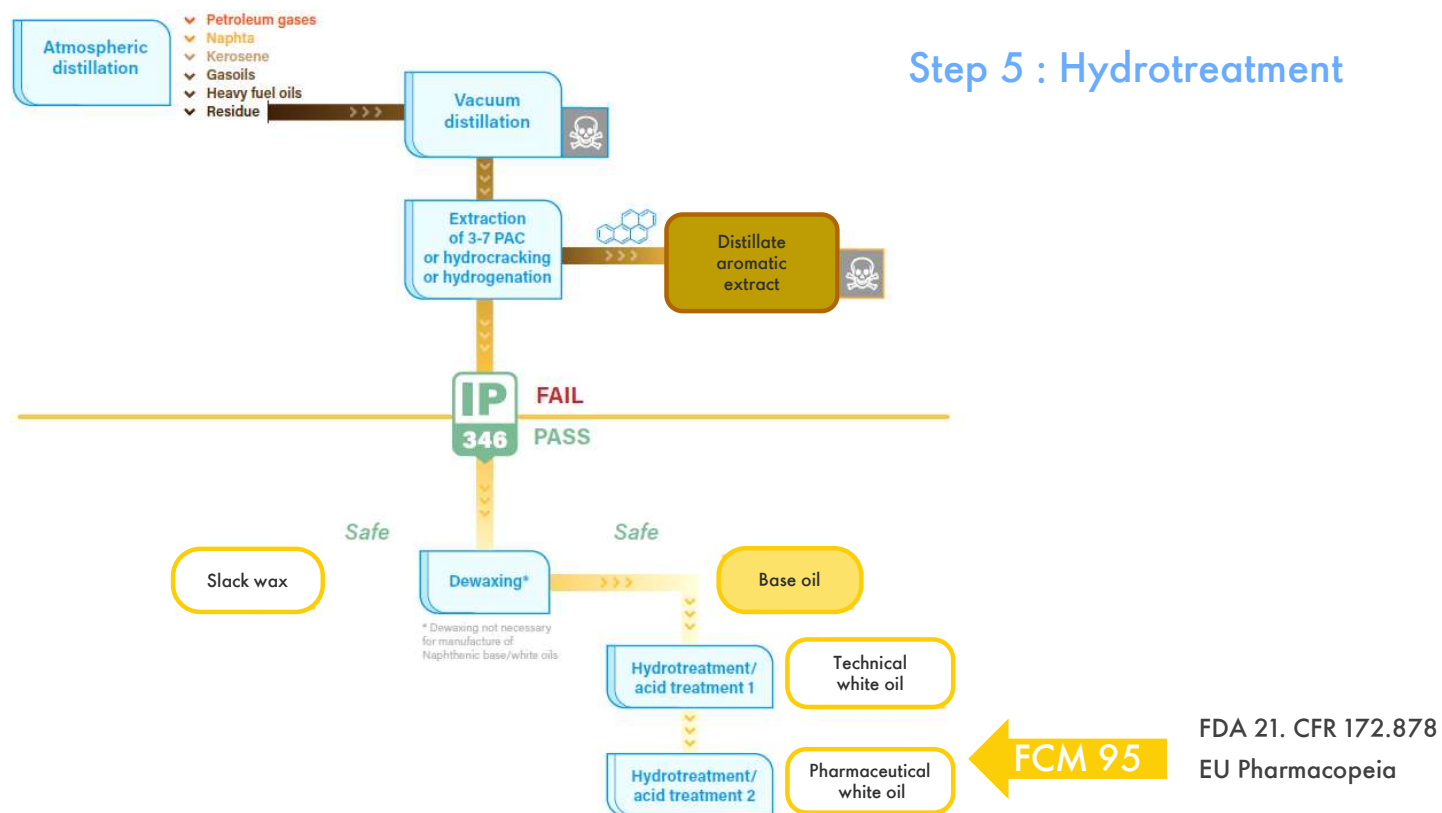 Step 5 : Hydrotreatment
Atmospheric
distillation
Petroleum gases
Naphta
Kerosene
Gasoils
Heavy fuel oils
Residue
Vacuum
distillation
Extraction
of 3-7 PAC
or hydrocracking
or hydrogenation
Distillate
aromatic
extract
IP
346
FAIL
PASS
Safe
Safe
Slack wax
Dewaxing*
Base oil
* Dewaxing not necessary
for manufacture of
Naphthenic base/white oils
Hydrotreatment/
acid treatment 1
Technical
white oil
Hydrotreatment/
acid treatment 2
Pharmaceutical
white oil
FCM 95
FDA 21. CFR 172.878
EU Pharmacopeia